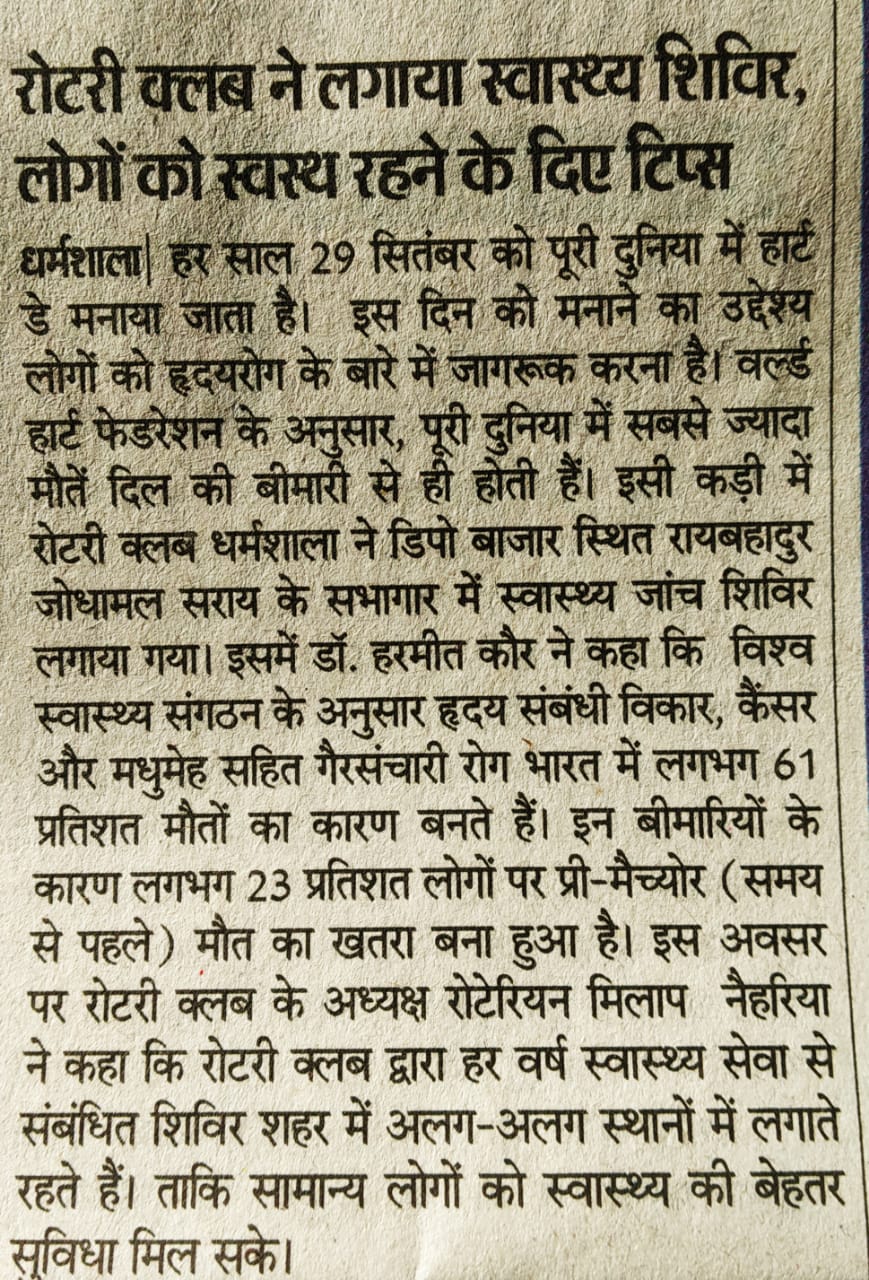 रोटरी क्लब ने लगाया स्वास्थ्य शिविर,
लोगों को स्वस्थ रहने के दिए टिप्स
धर्मशाला| हर साल 29 सितंबर को पूरी दुनिया में हार्ट
डे मनाया जाता है। इस दिन को मनाने का उद्देश्य
लोगों को हृदयरोग के बारे में जागरूक करना है। वर्ल्ड
हार्ट फेडरेशन के अनुसार, पूरी दुनिया में सबसे ज्यादा
मौतें दिल की बीमारी से ही होती हैं। इसी कड़ी में
रोटरी क्लब धर्मशाला ने डिपो बाजार स्थित रायबहादुर
जोधामल सराय के सभागार में स्वास्थ्य जांच शिविर
लगाया गया। इसमें डॉ. हरमीत कौर ने कहा कि विश्व
स्वास्थ्य संगठन के अनुसार हृदय संबंधी विकार, कैंसर
और मधुमेह सहित गैरसंचारी रोग भारत में लगभग 61
प्रतिशत मौतों का कारण बनते हैं। इन बीमारियों के
कारण लगभग 23 प्रतिशत लोगों पर प्री-मैच्योर (समय
से पहले) मौत का खतरा बना हुआ है। इस अवसर
पर रोटरी क्लब के अध्यक्ष रोटेरियन मिलाप नैहरिया
ने कहा कि रोटरी क्लब द्वारा हर वर्ष स्वास्थ्य सेवा से
संबंधित शिविर शहर में अलग-अलग स्थानों में लगाते
रहते हैं। ताकि सामान्य लोगों को स्वास्थ्य की बेहतर
सुविधा मिल सके।